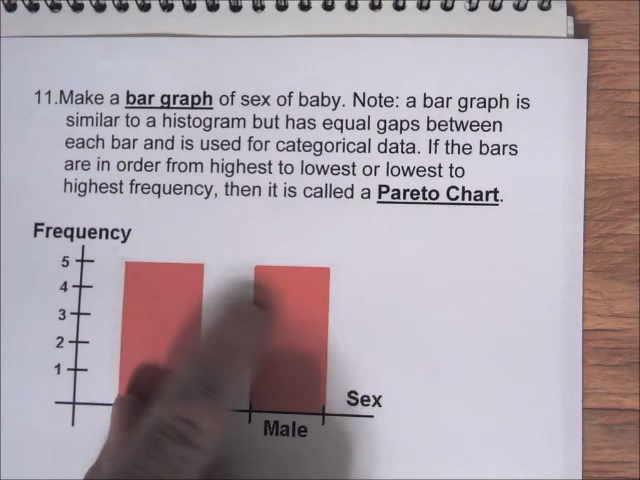 11.Make a bar graph of sex of baby. Note: a bar graph is
similar to a histogram but has equal gaps between
each bar and is used for categorical data. If the bars
are in order from highest to lowest or lowest to
highest frequency, then it is called a Pareto Chart.
Frequency
5
4
3
2
1
Sex
Male